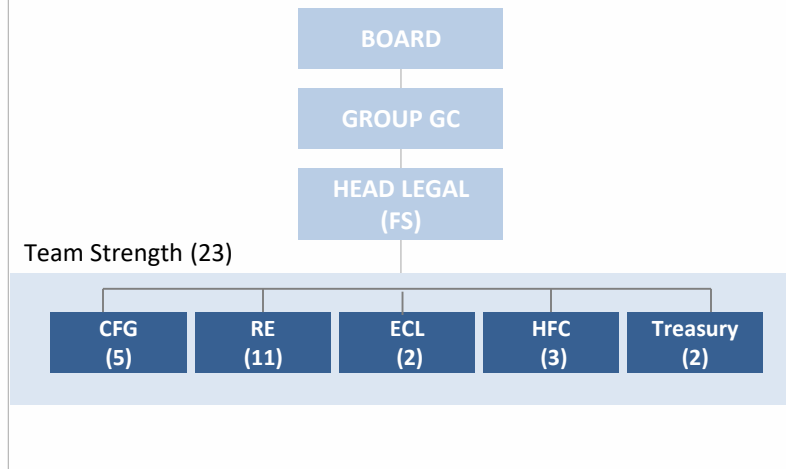 BOARD
GROUP GC
HEAD LEGAL
(FS)
Team Strength (23)
CFG
(5)
RE
(11)
ECL
(2)
HFC
(3)
Treasury
(2)